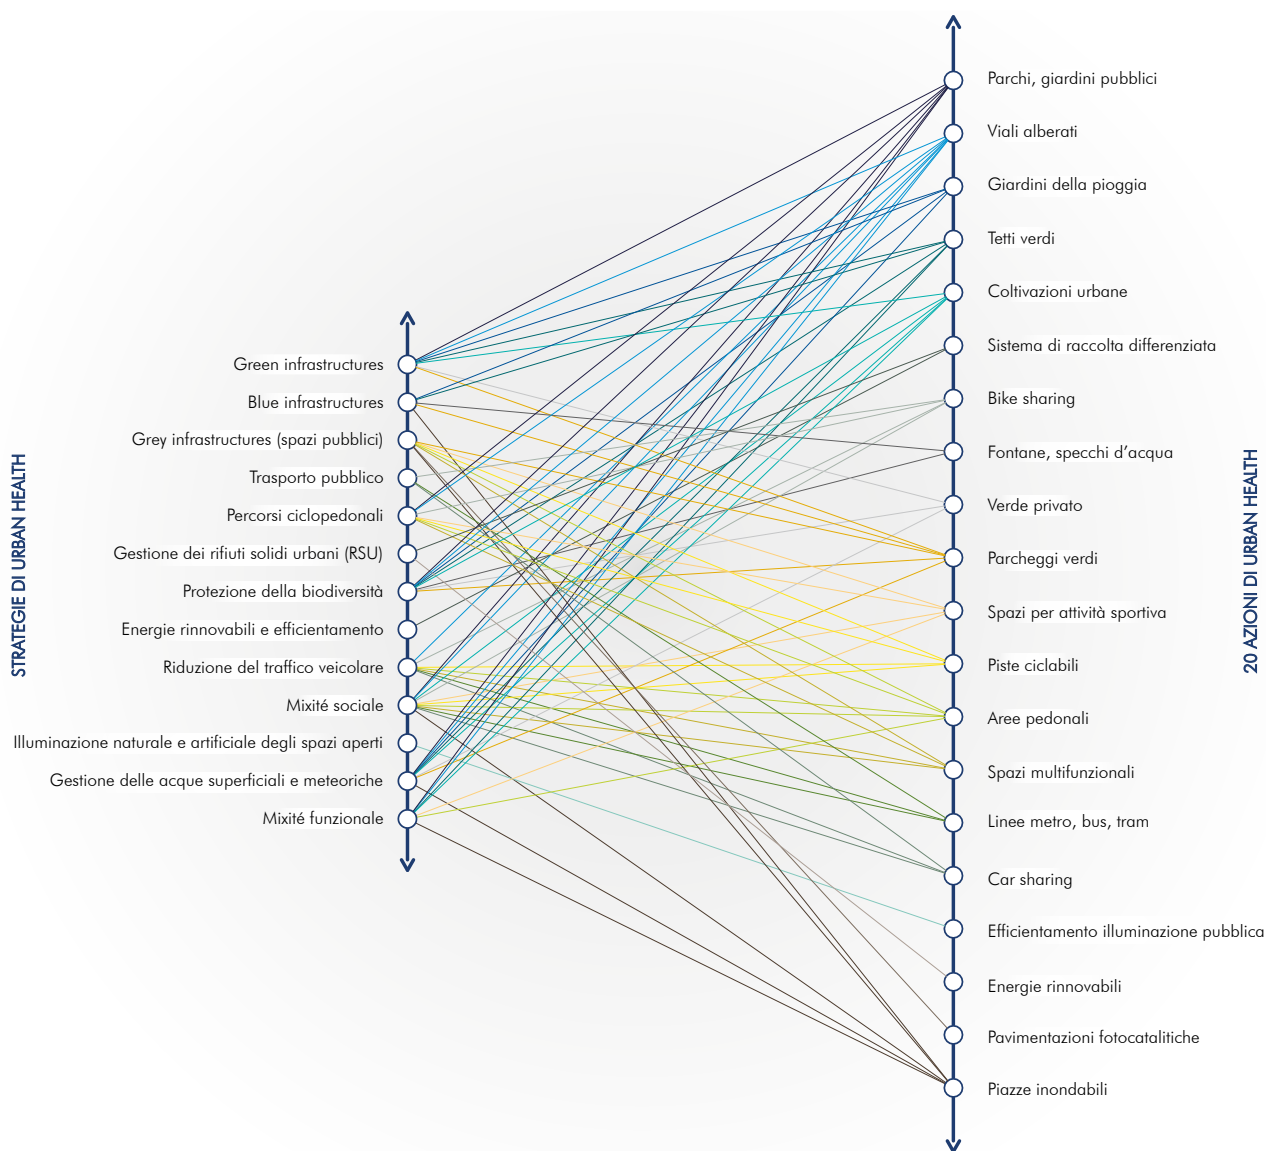 STRATEGIE DI URBAN HEALTH
Green infrastructures
Blue infrastructures
Grey infrastructures (spazi pubblici)
Trasporto pubblico
Percorsi ciclopedonali
Gestione dei rifiuti solidi urbani (RSU)
Protezione della biodiversità
Energie rinnovabili e efficientamento
Riduzione del traffico veicolare
Mixité sociale
Illuminazione naturale e artificiale degli spazi aperti
Gestione delle acque superficiali e meteoriche
Mixité funzionale
Parchi, giardini pubblici
Viali alberati
Giardini della pioggia
Tetti verdi
Coltivazioni urbane
Sistema di raccolta differenziata
Bike sharing
Fontane, specchi d’acqua
Verde privato
Parcheggi verdi
Spazi per attività sportiva
Piste ciclabili
Aree pedonali
Spazi multifunzionali
Linee metro, bus, tram
Car sharing
Efficientamento illuminazione pubblica
Energie rinnovabili
Pavimentazioni fotocatalitiche
Piazze inondabili
20 AZIONI DI URBAN HEALTH